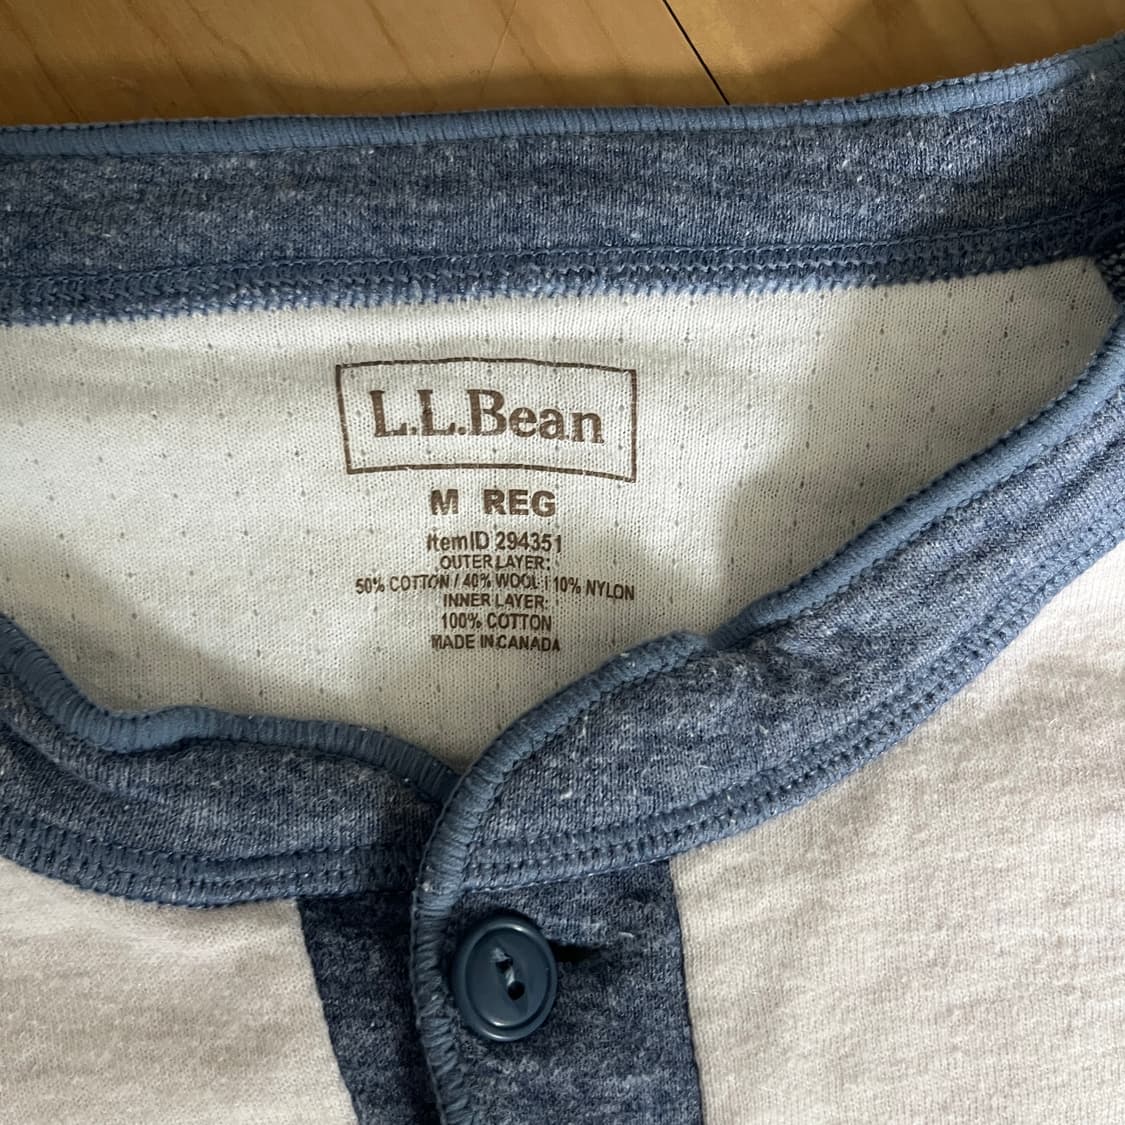 L.L.Bean
M REG
ItemID 294351
OUTER LAYER:
50% COTTON / 40% WOOL / 10% NYLON
INNER LAYER:
100% COTTON
MADE IN CANADA